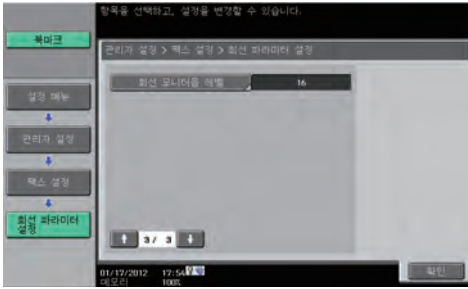 항목을 선택하고, 설정을 변경할 수 있습니다.
북마크
관리자 설정 > 팩스 설정 > 회선 파라미터 설정
회선 모니터음 레벨
16
설정 메뉴
관리자 설정
팩스 설정
회선 파라미터
설정
3/ 3
01/17/2012 17:54
메모리 100%
확인